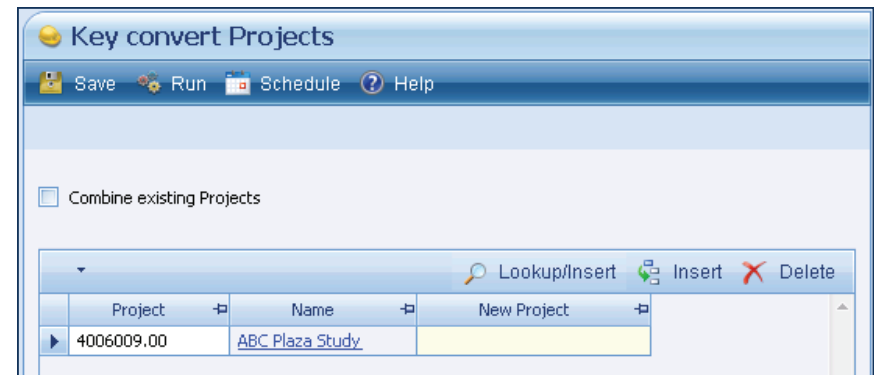 Key convert Projects
Save Run Schedule Help
Combine existing Projects
Lookup/Insert Insert Delete
Project Name New Project
4006009.00 ABC Plaza Study